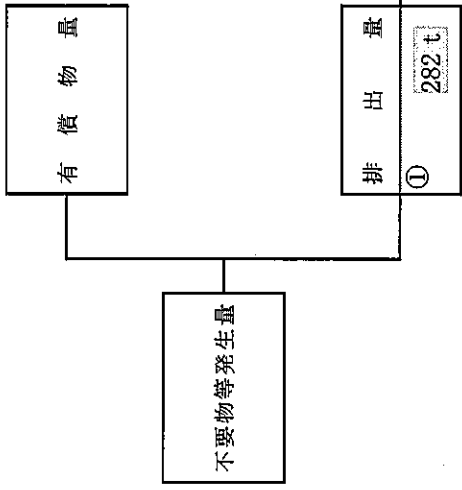 不要物等発生量
有償物量
排出量
①
282 t